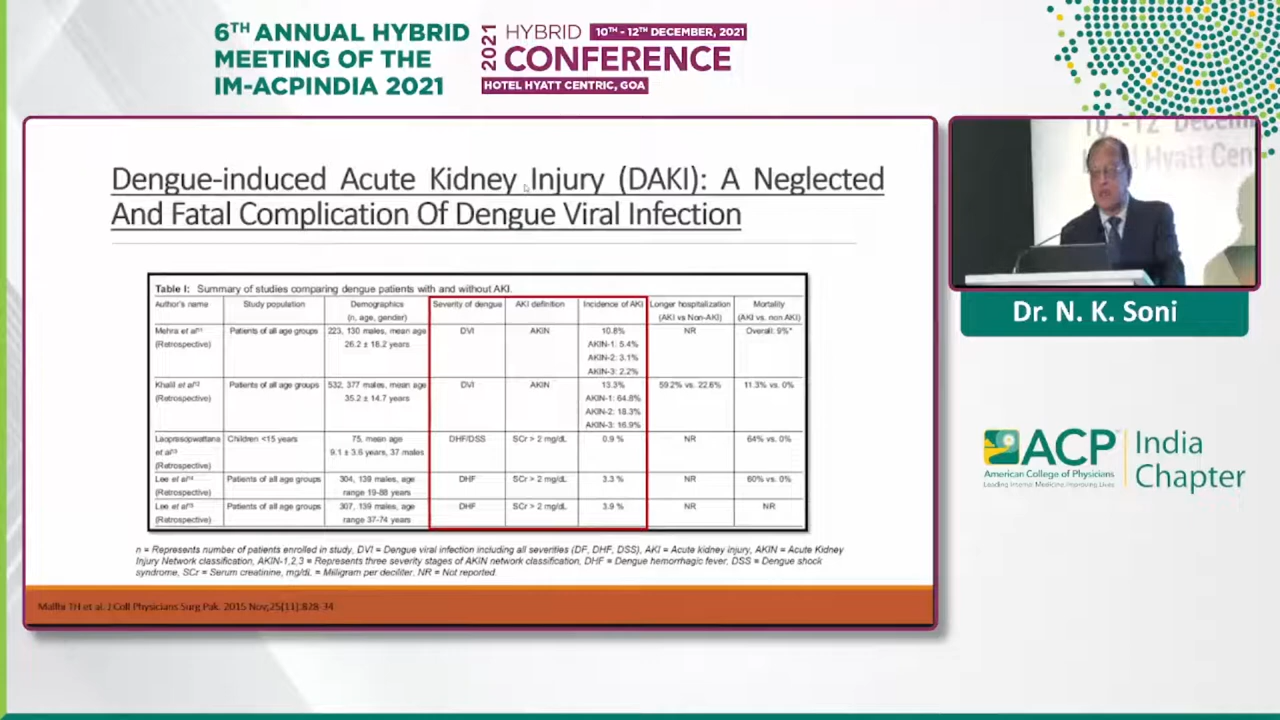 6TH ANNUAL HYBRID
MEETING OF THE
IM-ACPINDIA 2021
2021
HYBRID 10TH - 12TH DECEMBER, 2021
CONFERENCE
HOTEL HYATT CENTRIC, GOA
Dengue-induced Acute Kidney Injury (DAKI): A Neglected
And Fatal Complication Of Dengue Viral Infection
Table I: Summary of studies comparing dengue patients with and without AKI.
Author's name Study population Demographics Severity of dengue AKI definition Incidence of AKI Longer hospitalization Mortality
(n, age, gender) (AKI vs Non-AKI) (AKI vs. non AKI)
Mehra et al11 Patients of all age groups 223, 130 males, mean age DVI AKIN 10.8% NR Overall: 9%*
(Retrospective) 26.2 ± 18.2 years AKIN-1: 5.4%
AKIN-2: 3.1%
AKIN-3: 2.2%
Khalil et al12 Patients of all age groups 532, 377 males, mean age DVI AKIN 13.3% 59.2% vs. 22.6% 11.3% vs. 0%
(Retrospective) 35.2 ± 14.7 years AKIN-1: 64.8%
AKIN-2: 18.3%
AKIN-3: 16.9%
Laoprasopwattana Children <15 years 75, mean age DHF/DSS SCr > 2 mg/dL 0.9 % NR 64% vs. 0%
et al13 9.1 ± 3.6 years, 37 males
(Retrospective)
Lee et al14 Patients of all age groups 304, 139 males, age DHF SCr > 2 mg/dL 3.3 % NR 60% vs. 0%
(Retrospective) range 19-88 years
Lee et al15 Patients of all age groups 307, 139 males, age DHF SCr > 2 mg/dL 3.9 % NR NR
(Retrospective) range 37-74 years
n = Represents number of patients enrolled in study, DVI = Dengue viral infection including all severities (DF, DHF, DSS), AKI = Acute kidney injury, AKIN = Acute Kidney
Injury Network classification, AKIN-1,2,3 = Represents three severity stages of AKIN network classification, DHF = Dengue hemorrhagic fever, DSS = Dengue shock
syndrome, SCr = Serum creatinine, mg/dL = Milligram per deciliter. NR = Not reported.
Mallhi TH et al. J Coll Physicians Surg Pak. 2015 Nov;25(11):828-34
10 -12 Decem
Hyatt Cen
Dr. N. K. Soni
ACP
American College of Physicians
Leading Internal Medicine, Improving Lives
India
Chapter